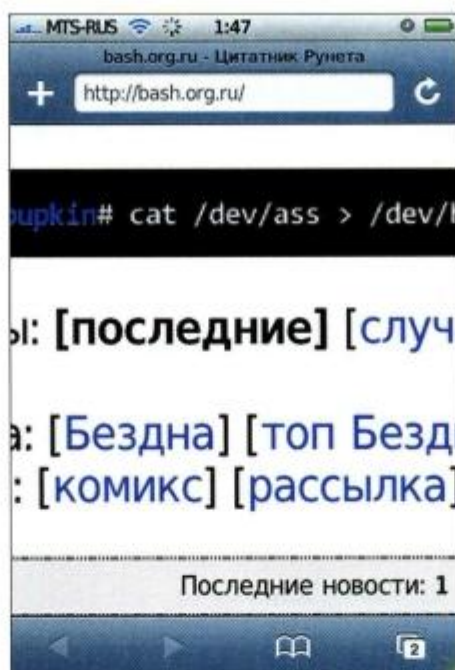 MTS-RUS 1:47
bash.org.ru - Цитатник Рунета
http://bash.org.ru/
pupkin# cat /dev/ass > /dev/h
ы: [последние] [случ
а: [Бездна] [топ Безд
: [комикс] [рассылка]
Последние новости: 1
2